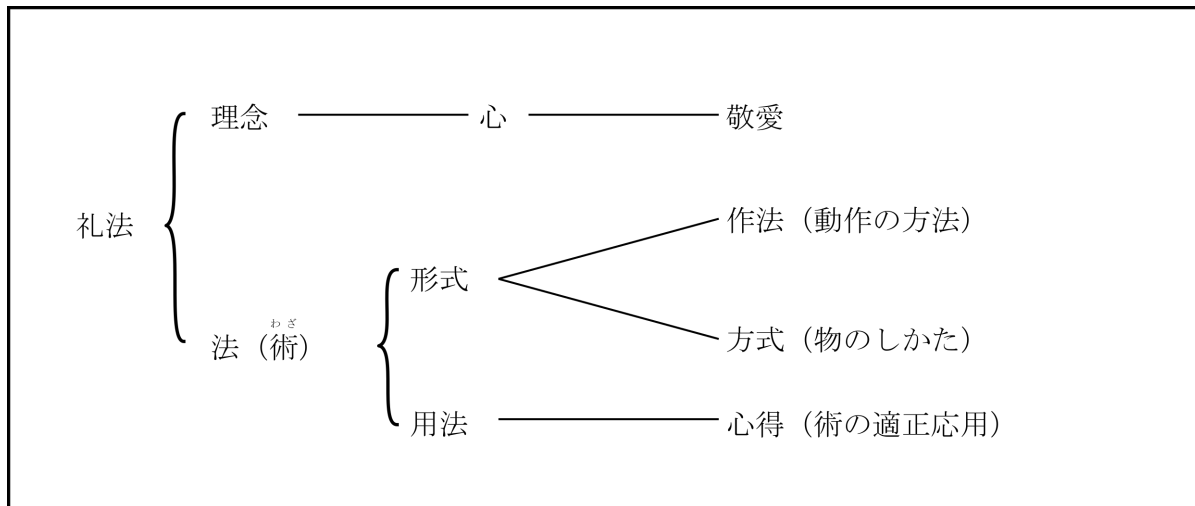 理念 心 敬愛
礼法
作法（動作の方法）
形式
わざ
法（術）
方式（物のしかた）
用法 心得（術の適正応用）